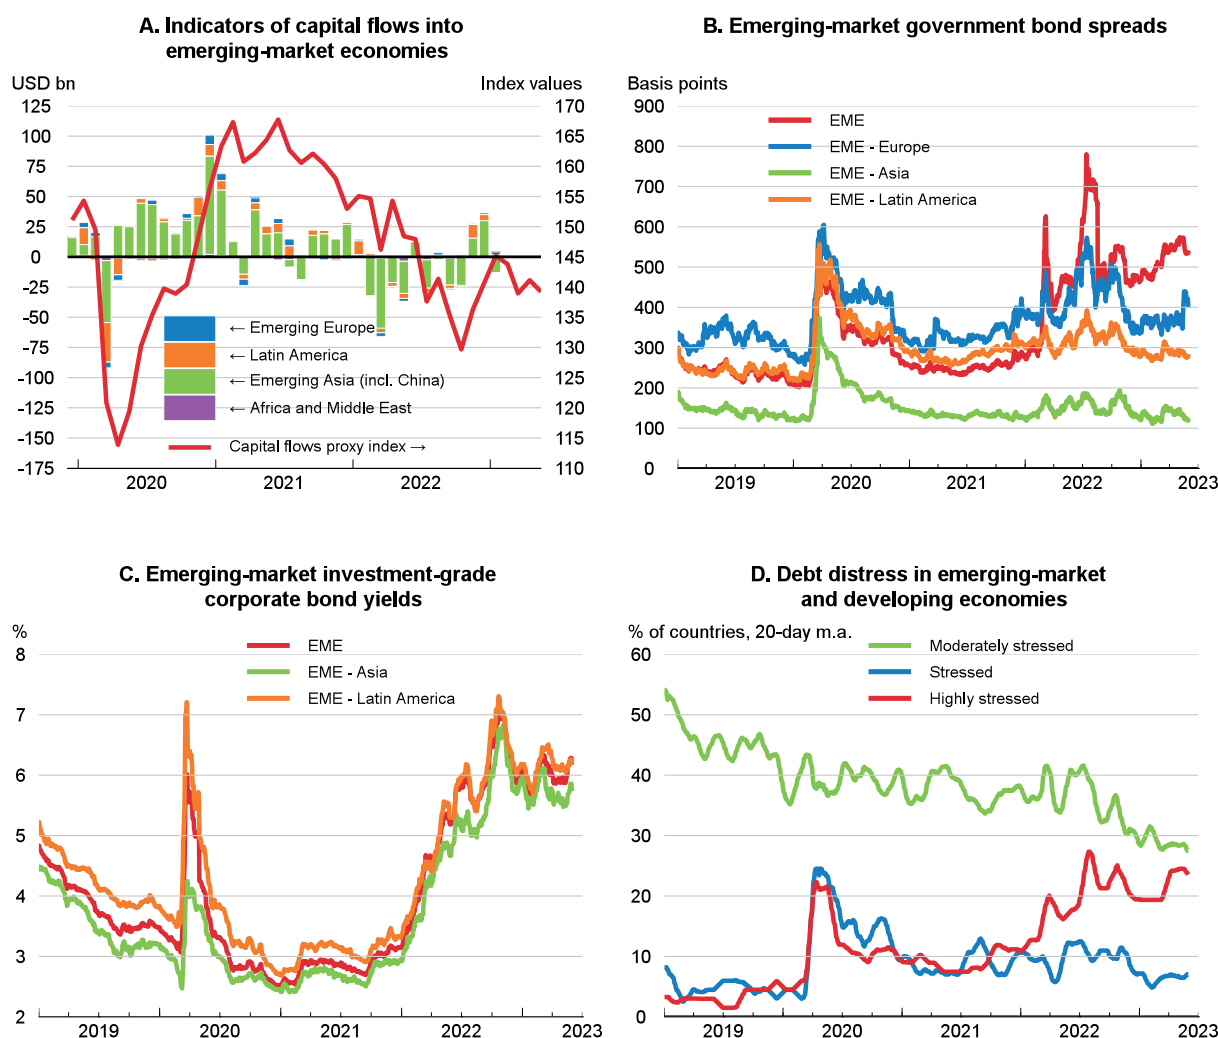 A. Indicators of capital flows into
emerging-market economies
USD bn
Index values
125
100
75
50
25
0
-25
-50
-75
-100
-125
-150
-175
170
165
160
155
150
145
140
135
130
125
120
115
110
← Emerging Europe
← Latin America
← Emerging Asia (incl. China)
← Africa and Middle East
Capital flows proxy index →
2020
2021
2022
B. Emerging-market government bond spreads
Basis points
900
800
700
600
500
400
300
200
100
0
EME
EME - Europe
EME - Asia
EME - Latin America
2019
2020
2021
2022
2023
C. Emerging-market investment-grade
corporate bond yields
%
8
7
6
5
4
3
2
EME
EME - Asia
EME - Latin America
2019
2020
2021
2022
2023
D. Debt distress in emerging-market
and developing economies
% of countries, 20-day m.a.
60
50
40
30
20
10
0
Moderately stressed
Stressed
Highly stressed
2019
2020
2021
2022
2023